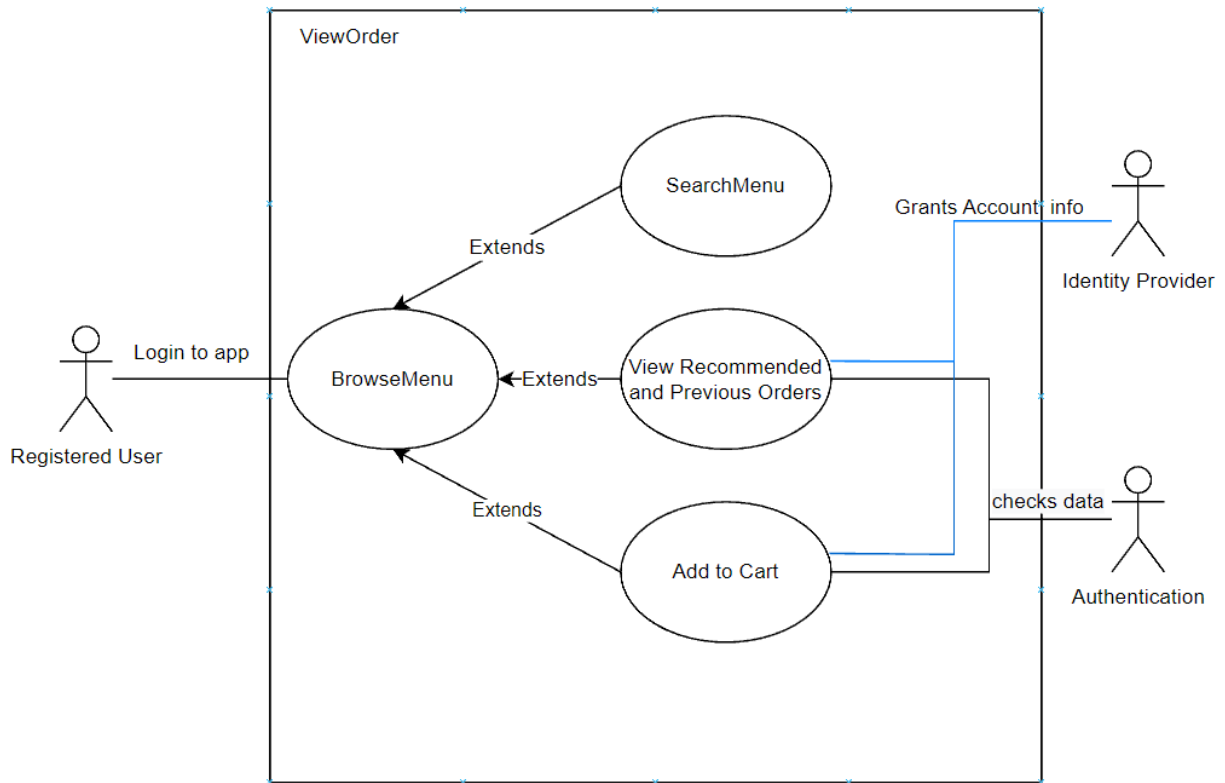 ViewOrder
SearchMenu
Grants Account info
Extends
Identity Provider
Login to app
BrowseMenu
Extends
View Recommended
and Previous Orders
Registered User
checks data
Extends
Add to Cart
Authentication